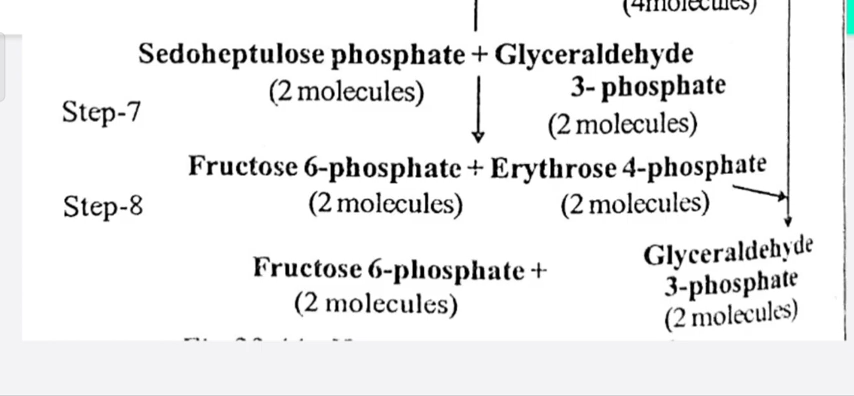 (4molecules)
Sedoheptulose phosphate + Glyceraldehyde
(2 molecules) 3- phosphate
Step-7
(2 molecules)
Fructose 6-phosphate + Erythrose 4-phosphate
Step-8 (2 molecules) (2 molecules)
Glyceraldehyde
Fructose 6-phosphate + 3-phosphate
(2 molecules) (2 molecules)